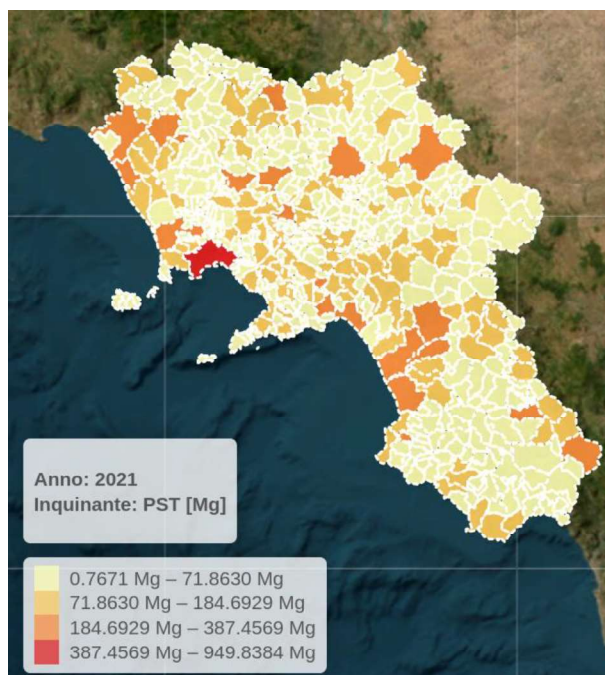 Anno: 2021
Inquinante: PST [Mg]
0.7671 Mg – 71.8630 Mg
71.8630 Mg – 184.6929 Mg
184.6929 Mg – 387.4569 Mg
387.4569 Mg – 949.8384 Mg